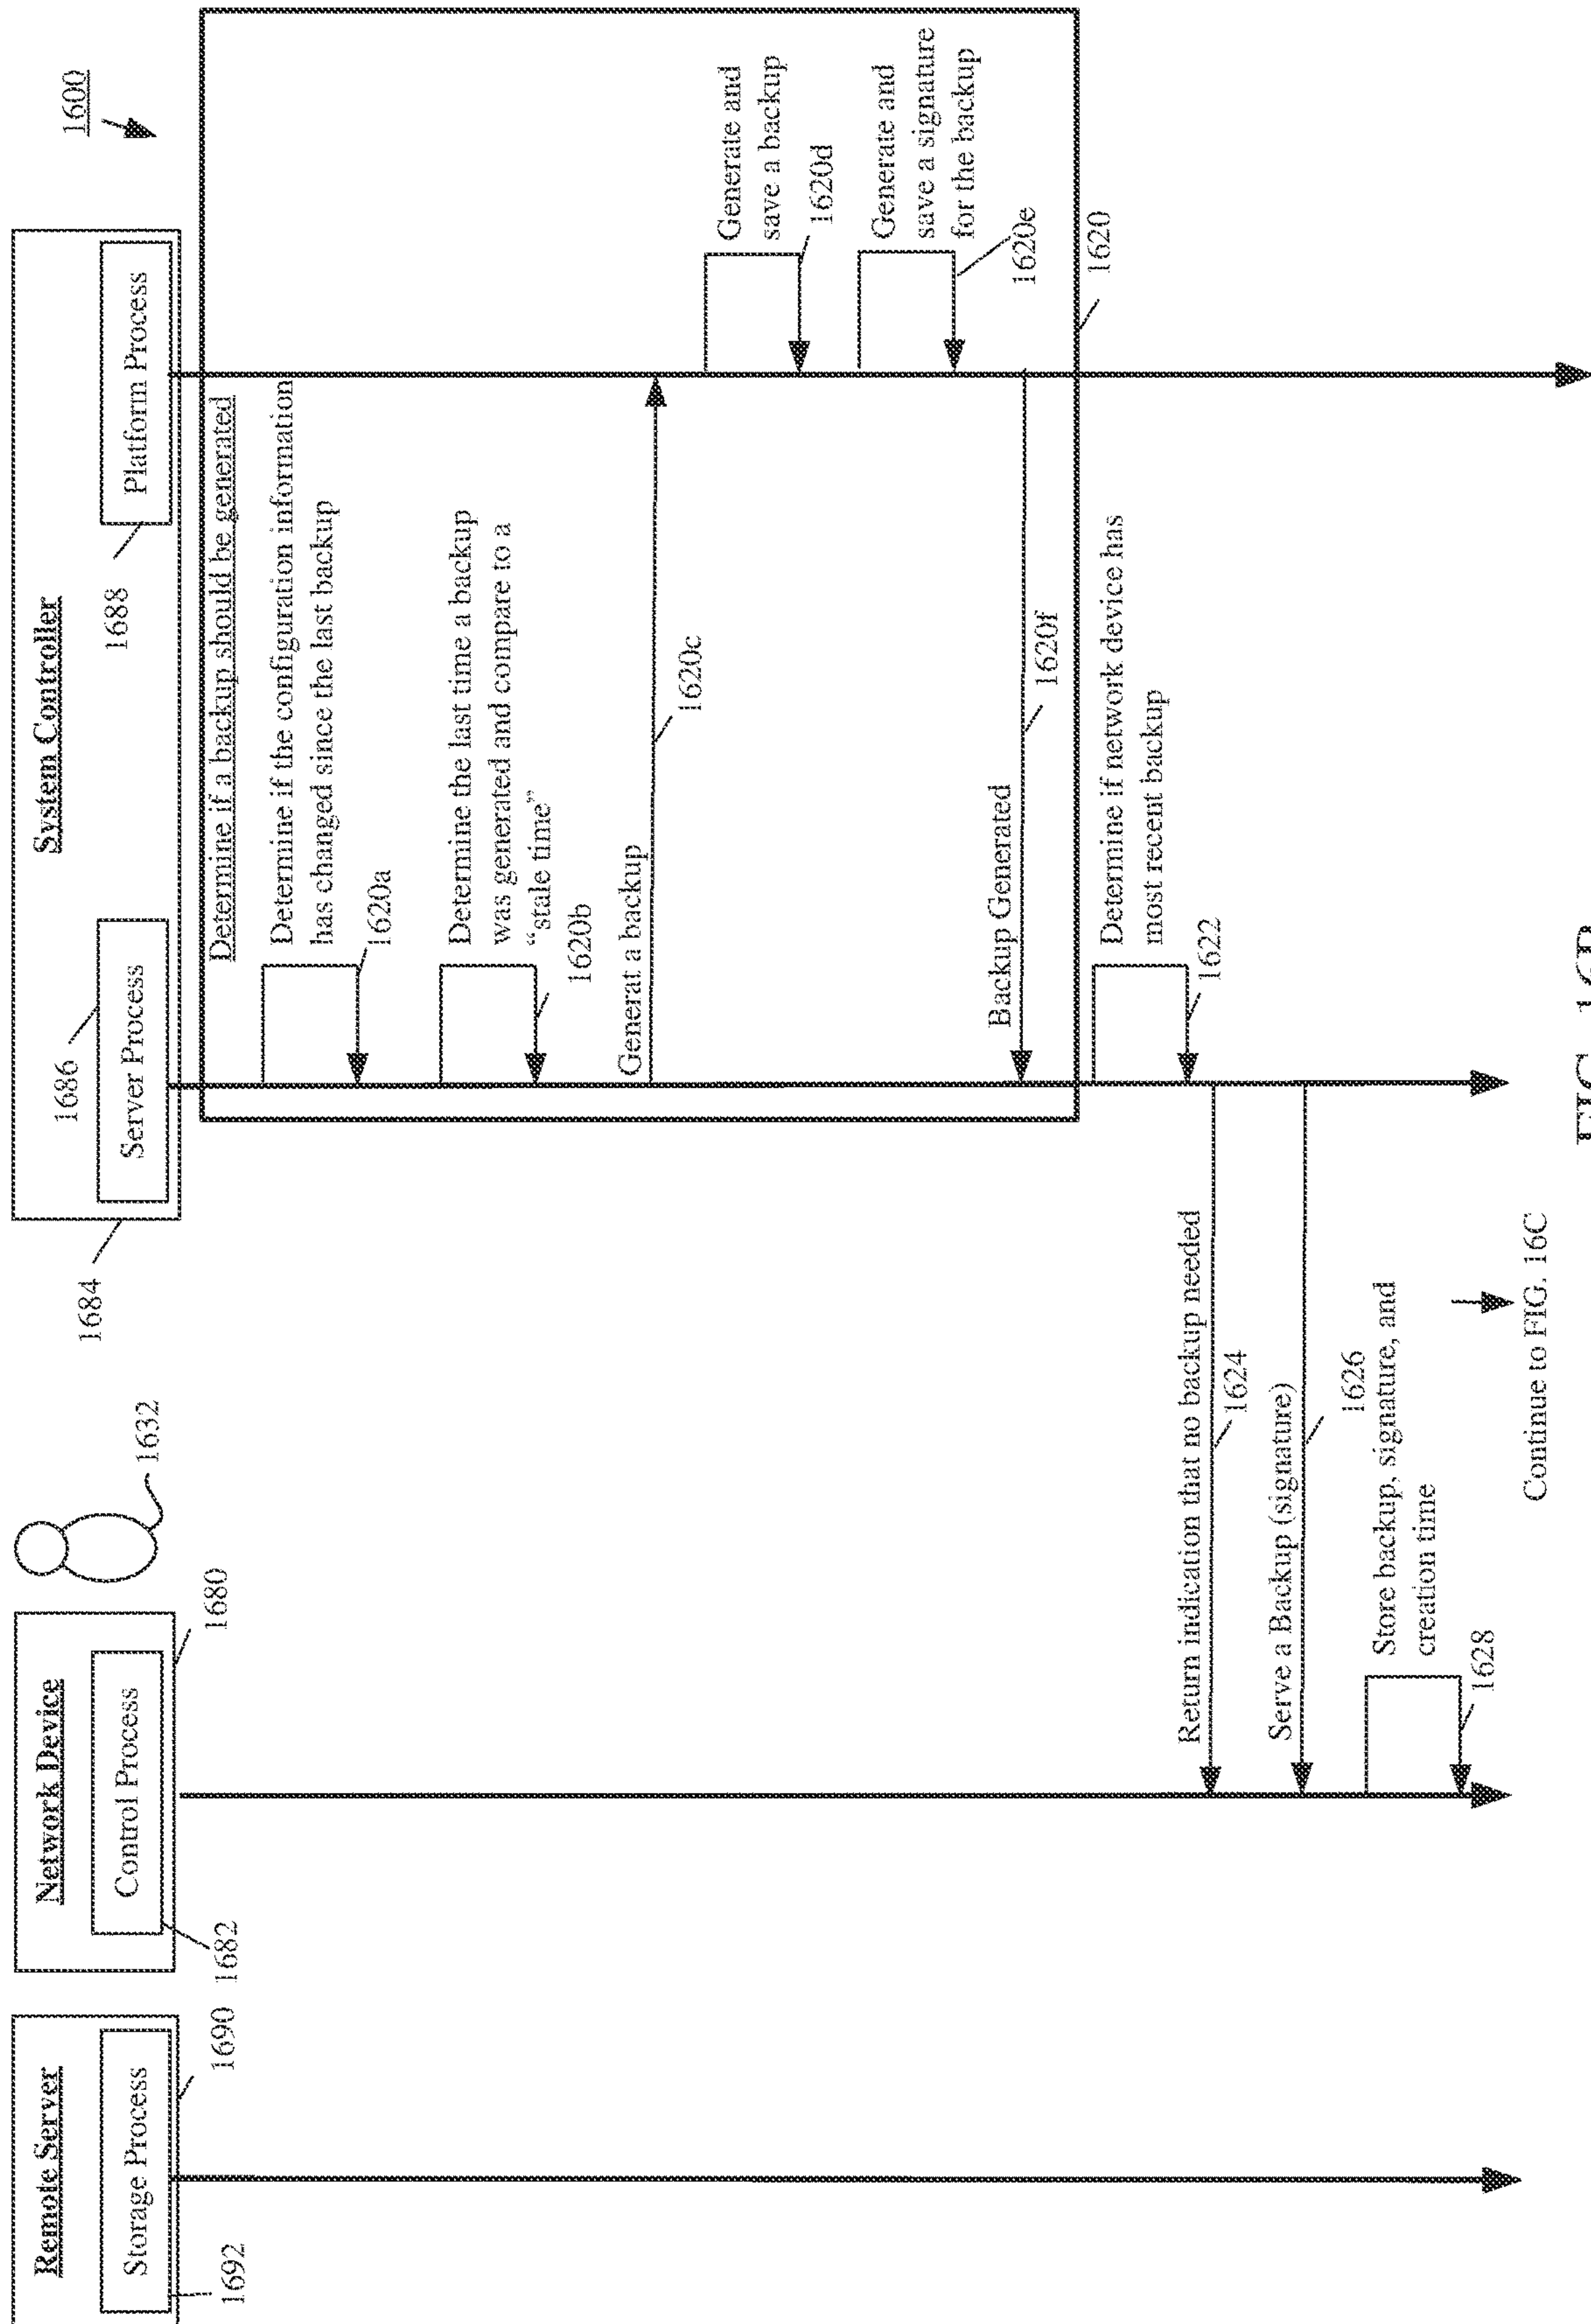 1600
Remote Server
Storage Process
1692
1690
Network Device
Control Process
1682
1680
1632
System Controller
1684
1686
Server Process
1688
Platform Process
Determine if a backup should be generated
Determine if the configuration information
has changed since the last backup
1620a
Determine the last time a backup
was generated and compare to a
“stale time”
1620b
Generat a backup
1620c
Generate and
save a backup
1620d
Generate and
save a signature
for the backup
1620e
Backup Generated
1620f
1620
Determine if network device has
most recent backup
1622
Return indication that no backup needed
1624
Serve a Backup (signature)
1626
Store backup, signature, and
creation time
1628
Continue to FIG. 16C
FIG. 16B